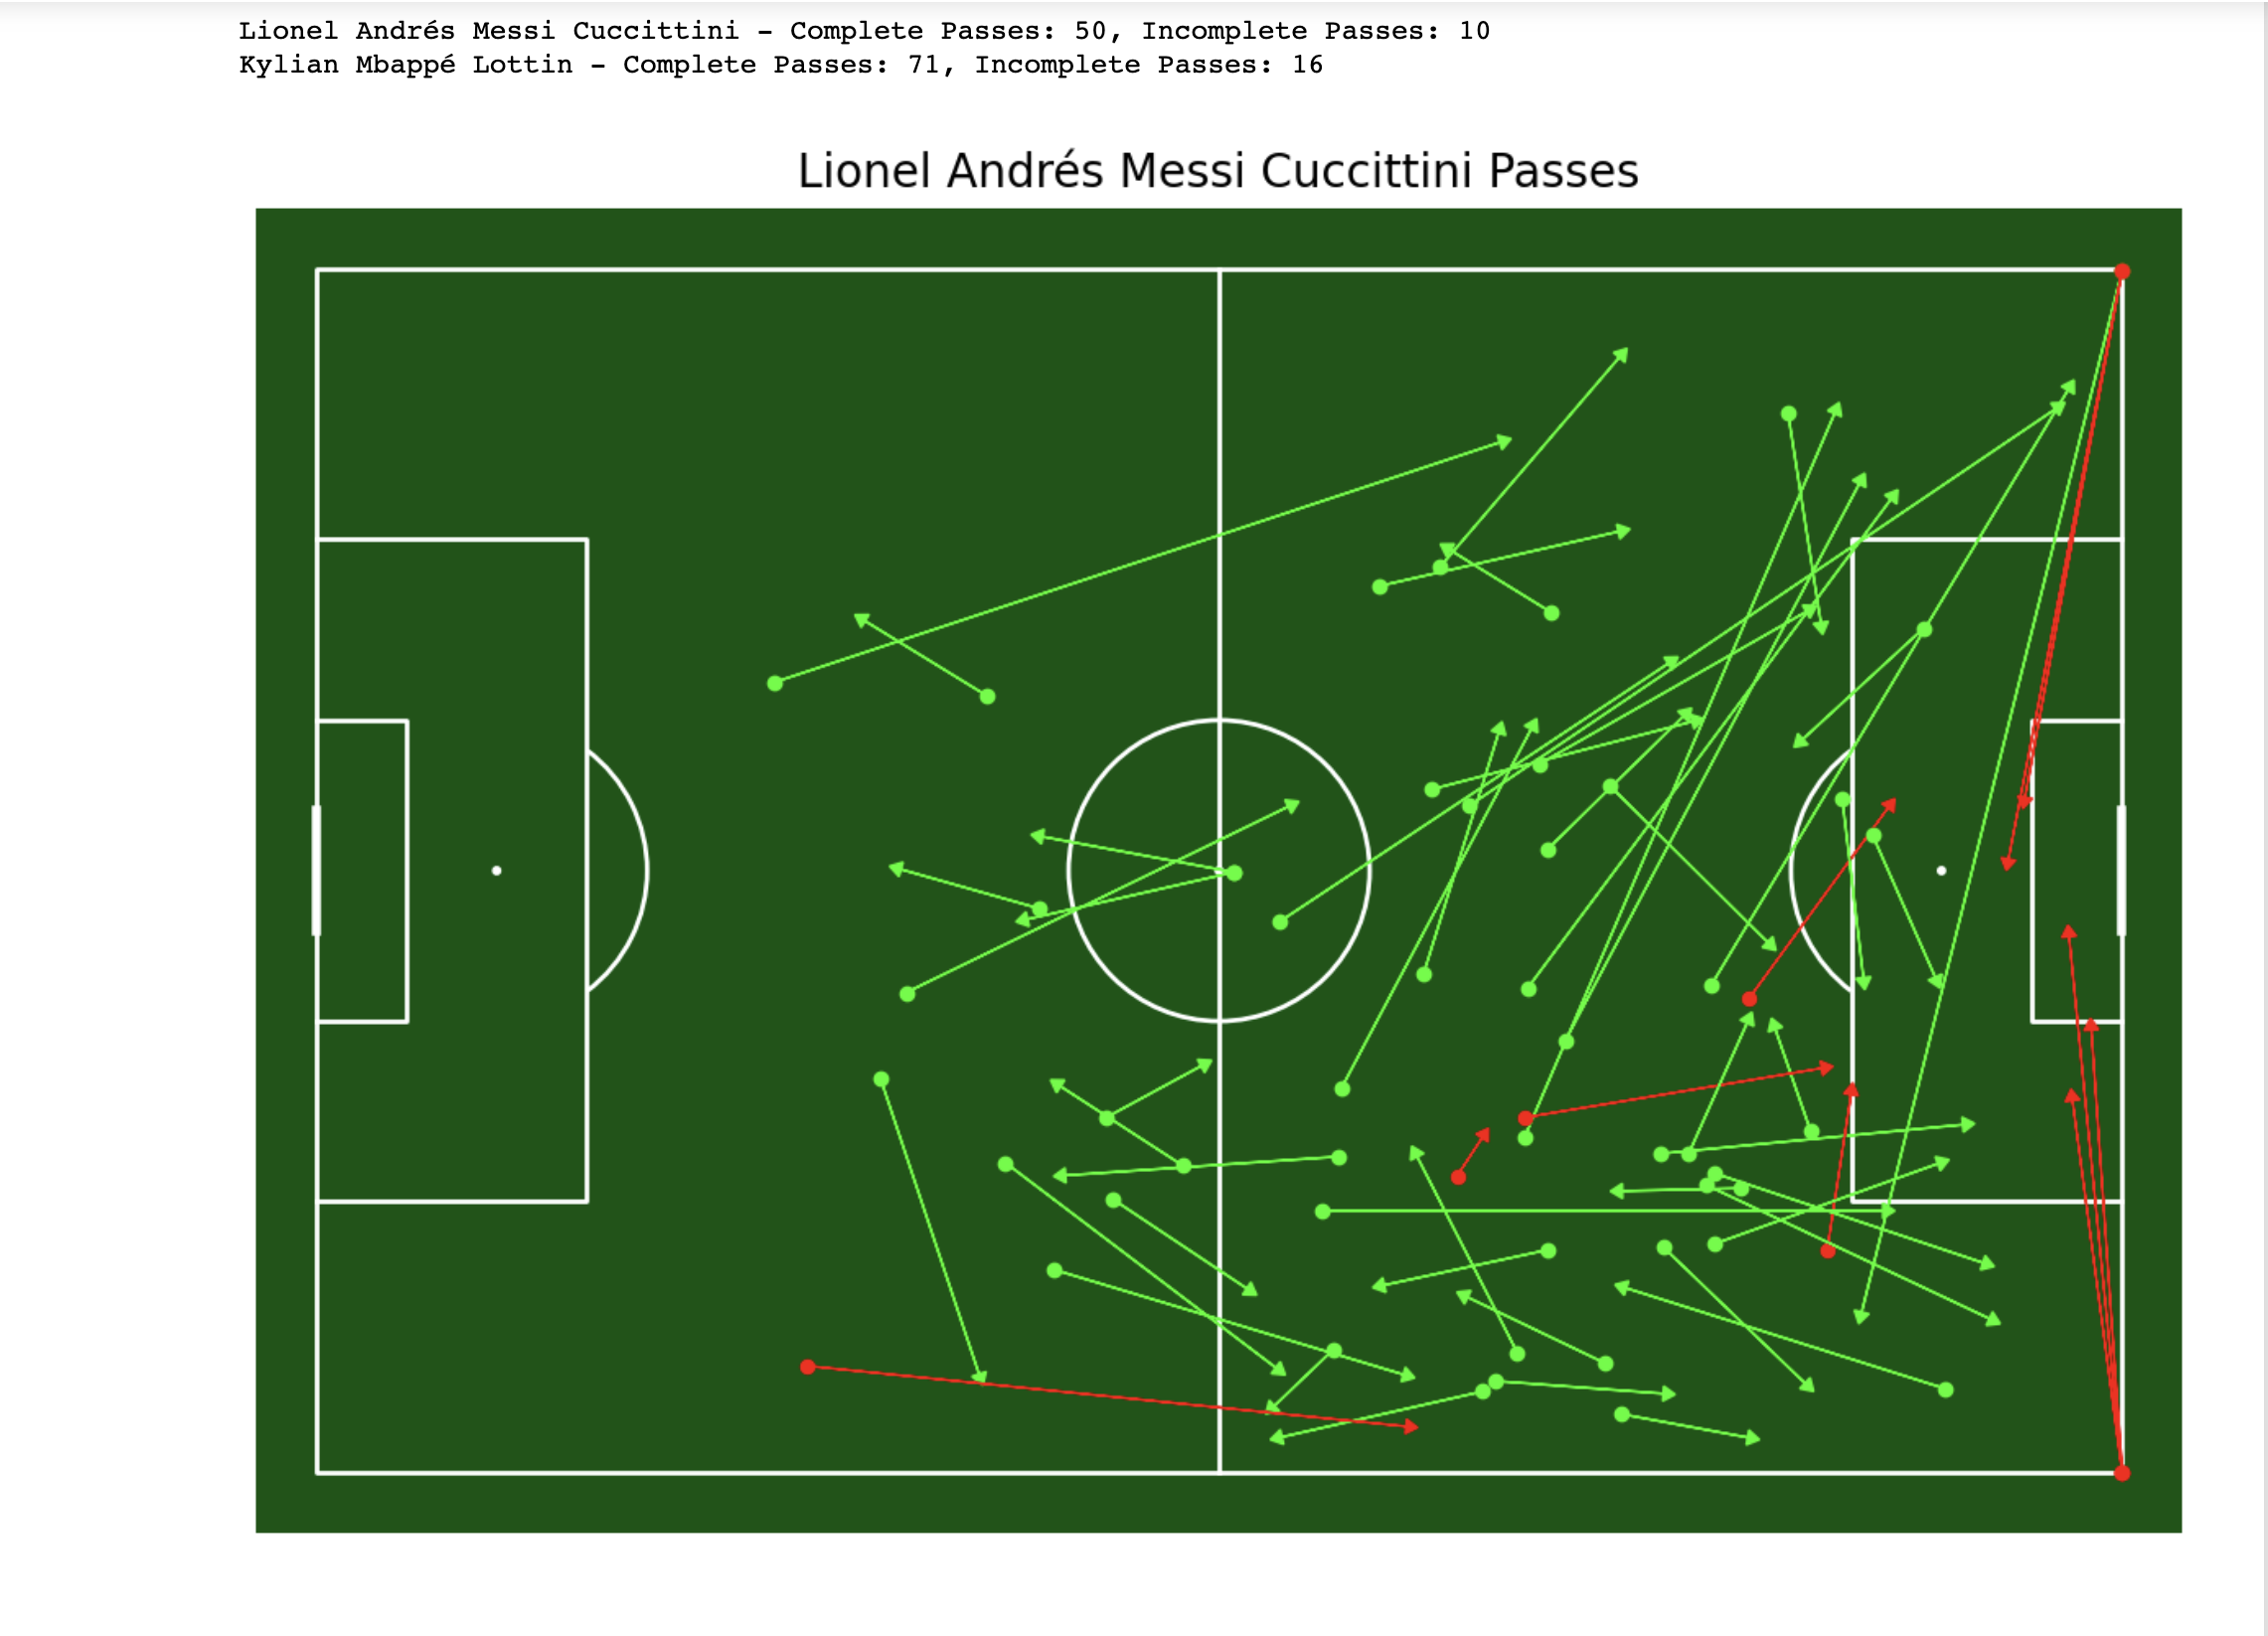 Lionel Andrés Messi Cuccittini – Complete Passes: 50, Incomplete Passes: 10
Kylian Mbappé Lottin – Complete Passes: 71, Incomplete Passes: 16
Lionel Andrés Messi Cuccittini Passes